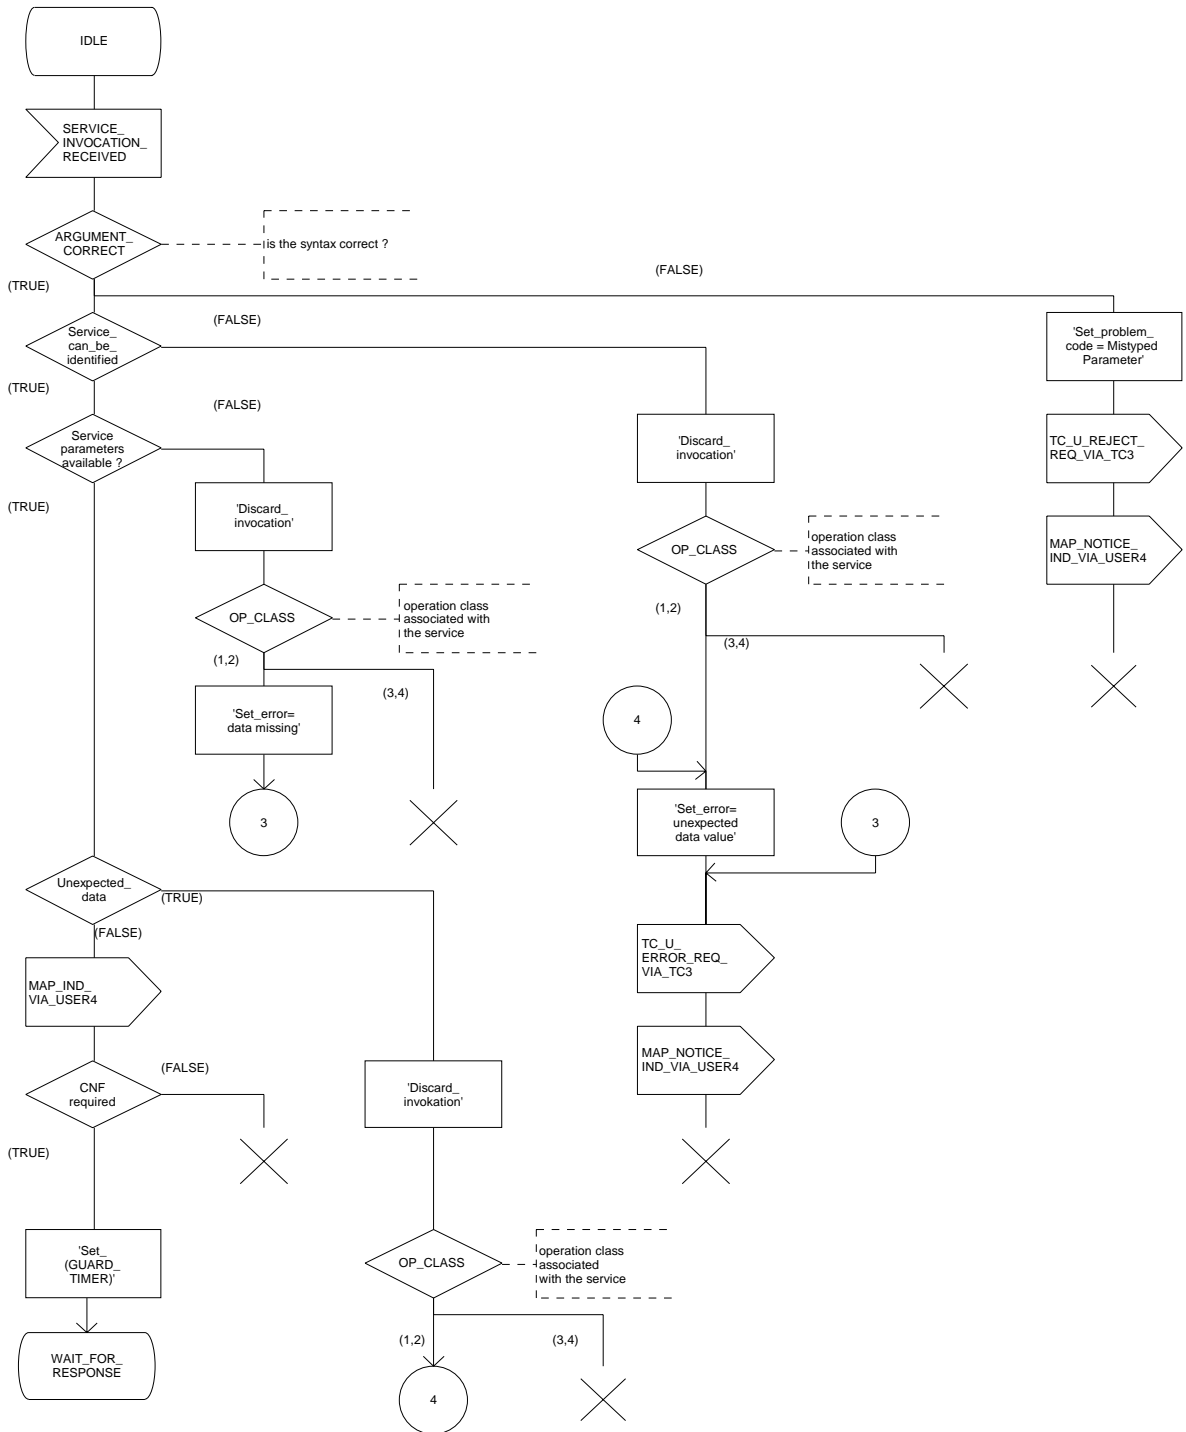 IDLE
SERVICE_
INVOCATION_
RECEIVED
ARGUMENT_
CORRECT
is the syntax correct ?
(TRUE)
(FALSE)
Service_
can_be_
identified
(FALSE)
'Set_problem_
code = Mistyped
Parameter'
(TRUE)
(FALSE)
Service
parameters
available ?
'Discard_
invocation'
TC_U_REJECT_
REQ_VIA_TC3
(TRUE)
'Discard_
invocation'
OP_CLASS
operation class
associated with
the service
MAP_NOTICE_
IND_VIA_USER4
OP_CLASS
operation class
associated with
the service
(1,2)
(3,4)
(1,2)
(3,4)
'Set_error=
data missing'
4
3
'Set_error=
unexpected
data value'
3
Unexpected_
data
(TRUE)
(FALSE)
TC_U_
ERROR_REQ_
VIA_TC3
MAP_IND_
VIA_USER4
MAP_NOTICE_
IND_VIA_USER4
(FALSE)
CNF
required
'Discard_
invokation'
(TRUE)
'Set_
(GUARD_
TIMER)'
OP_CLASS
operation class
associated
with the service
(1,2)
(3,4)
WAIT_FOR_
RESPONSE
4